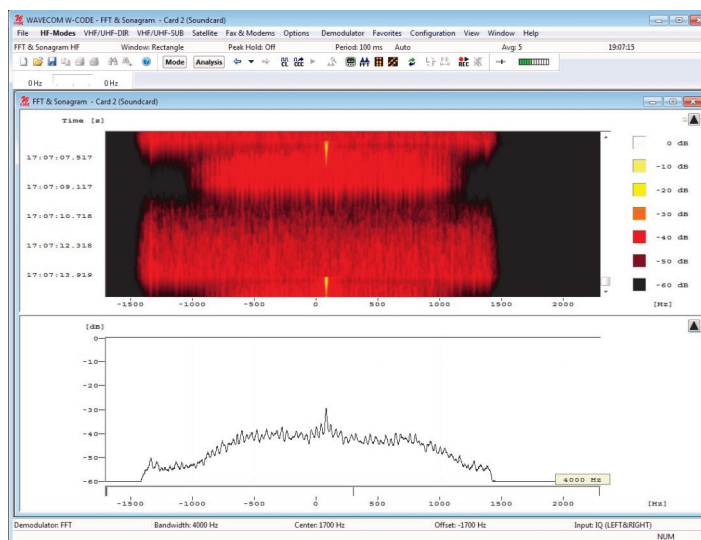 WAVECOM W-CODE - FFT & Sonagram - Card 2 (Soundcard)
File HF-Modes VHF/UHF-DIR VHF/UHF-SUB Satellite Fax & Modems Options Demodulator Favorites Configuration View Window Help
FFT & Sonagram HF Window: Rectangle Peak Hold: Off Period: 100 ms Auto Avg: 5 19:07:15
Mode Analysis CL CCC REC
0 Hz 0 Hz
FFT & Sonagram - Card 2 (Soundcard)
Time [s]
0 dB
17:07:07.517
-10 dB
17:07:09.117
-20 dB
17:07:10.718
-30 dB
17:07:12.318
-40 dB
17:07:13.919
-50 dB
-60 dB
-1500 -1000 -500 0 500 1000 1500 2000 [Hz]
[dB]
0
-10
-20
-30
-40
-50
-60
4000 Hz
-1500 -1000 -500 0 500 1000 1500 2000 [Hz]
Demodulator: FFT Bandwidth: 4000 Hz Center: 1700 Hz Offset: -1700 Hz Input: IQ (LEFT&RIGHT)
NUM